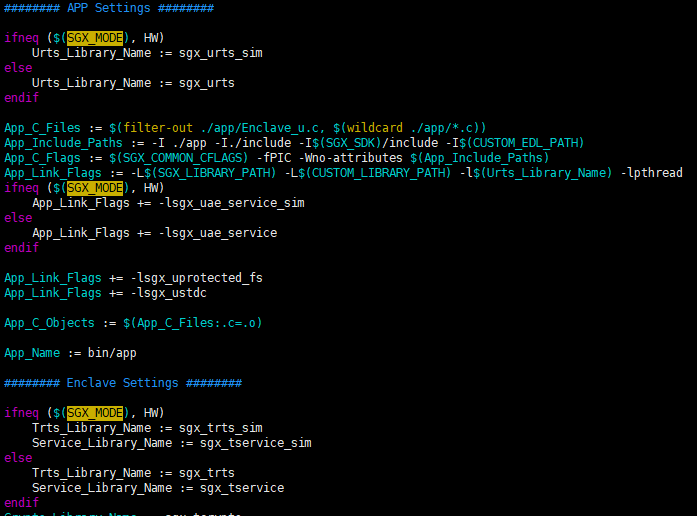 ######## APP Settings ########
ifneq ($(SGX_MODE), HW)
    Urts_Library_Name := sgx_urts_sim
else
    Urts_Library_Name := sgx_urts
endif
App_C_Files := $(filter-out ./app/Enclave_u.c, $(wildcard ./app/*.c))
App_Include_Paths := -I ./app -I./include -I$(SGX_SDK)/include -I$(CUSTOM_EDL_PATH)
App_C_Flags := $(SGX_COMMON_CFLAGS) -fPIC -Wno-attributes $(App_Include_Paths)
App_Link_Flags := -L$(SGX_LIBRARY_PATH) -L$(CUSTOM_LIBRARY_PATH) -l$(Urts_Library_Name) -lpthread
ifneq ($(SGX_MODE), HW)
    App_Link_Flags += -lsgx_uae_service_sim
else
    App_Link_Flags += -lsgx_uae_service
endif
App_Link_Flags += -lsgx_uprotected_fs
App_Link_Flags += -lsgx_ustdc
App_C_Objects := $(App_C_Files:.c=.o)
App_Name := bin/app
######## Enclave Settings ########
ifneq ($(SGX_MODE), HW)
    Trts_Library_Name := sgx_trts_sim
    Service_Library_Name := sgx_tservice_sim
else
    Trts_Library_Name := sgx_trts
    Service_Library_Name := sgx_tservice
endif